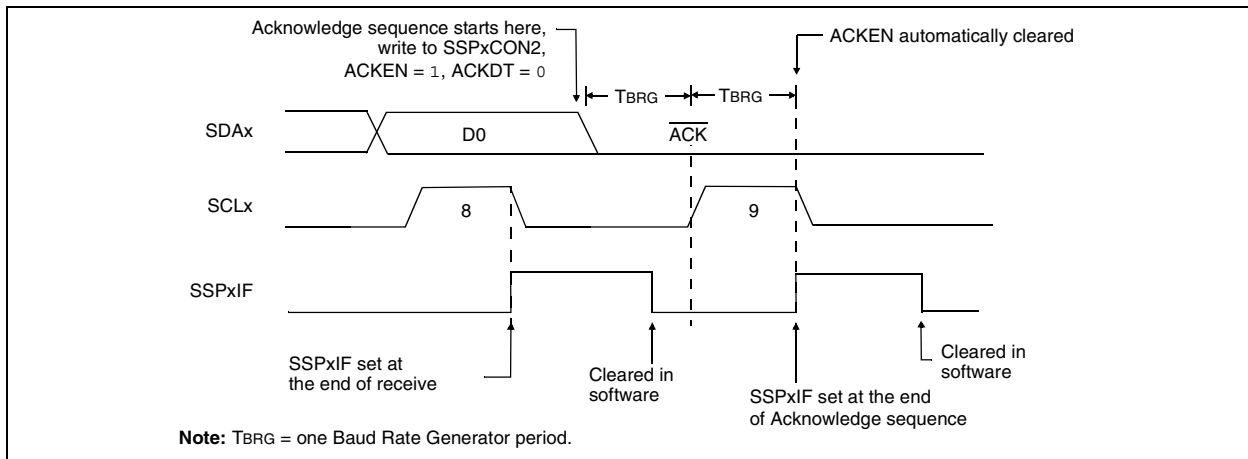 Acknowledge sequence starts here,
write to SSPxCON2,
ACKEN = 1, ACKDT = 0
ACKEN automatically cleared
TBRG
TBRG
SDAx
D0
ACK
SCLx
8
9
SSPxIF
SSPxIF set at
the end of receive
Cleared in
software
SSPxIF set at the end
of Acknowledge sequence
Cleared in
software
Note: TBRG = one Baud Rate Generator period.